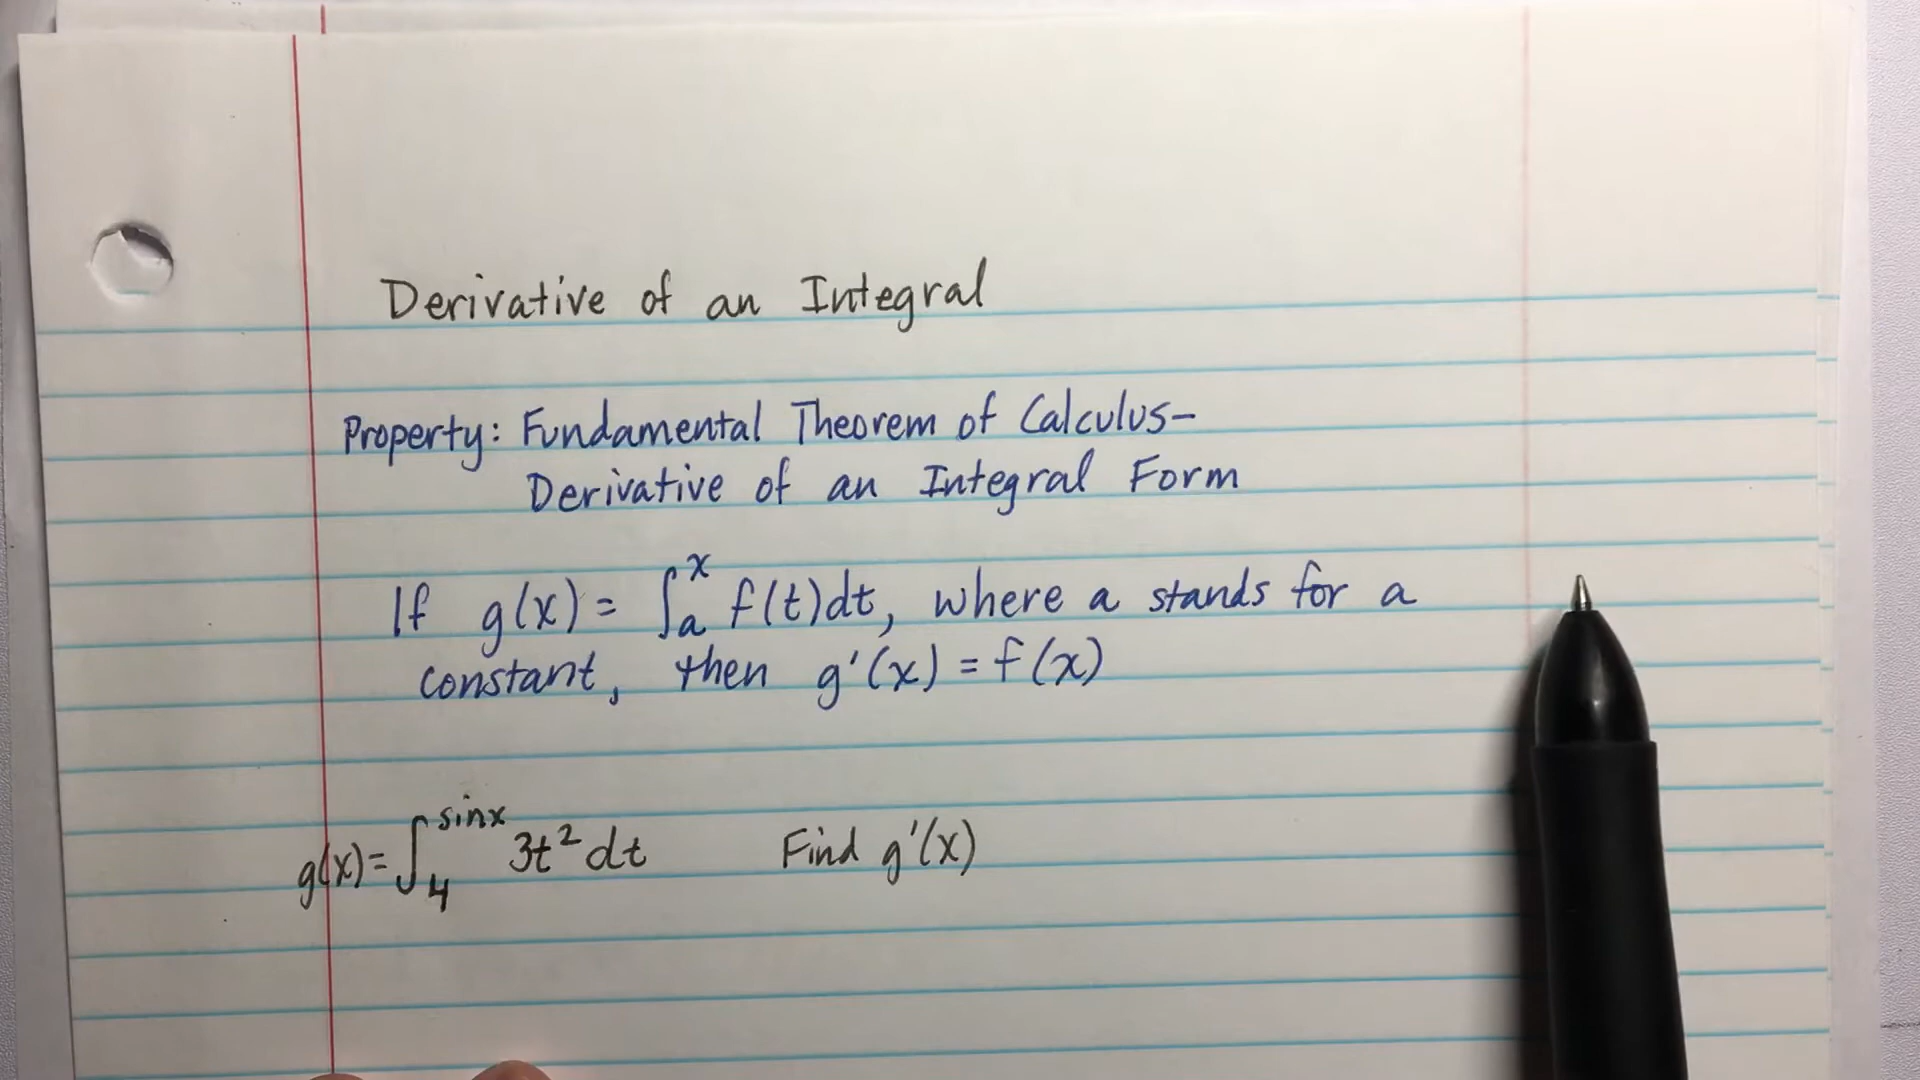 Derivative of an Integral
Property: Fundamental Theorem of Calculus-
Derivative of an Integral Form
If g(x) = ∫ₐˣ f(t)dt, where a stands for a
constant, then g'(x) = f(x)
g(x) = ∫₄^sinx 3t² dt Find g'(x)